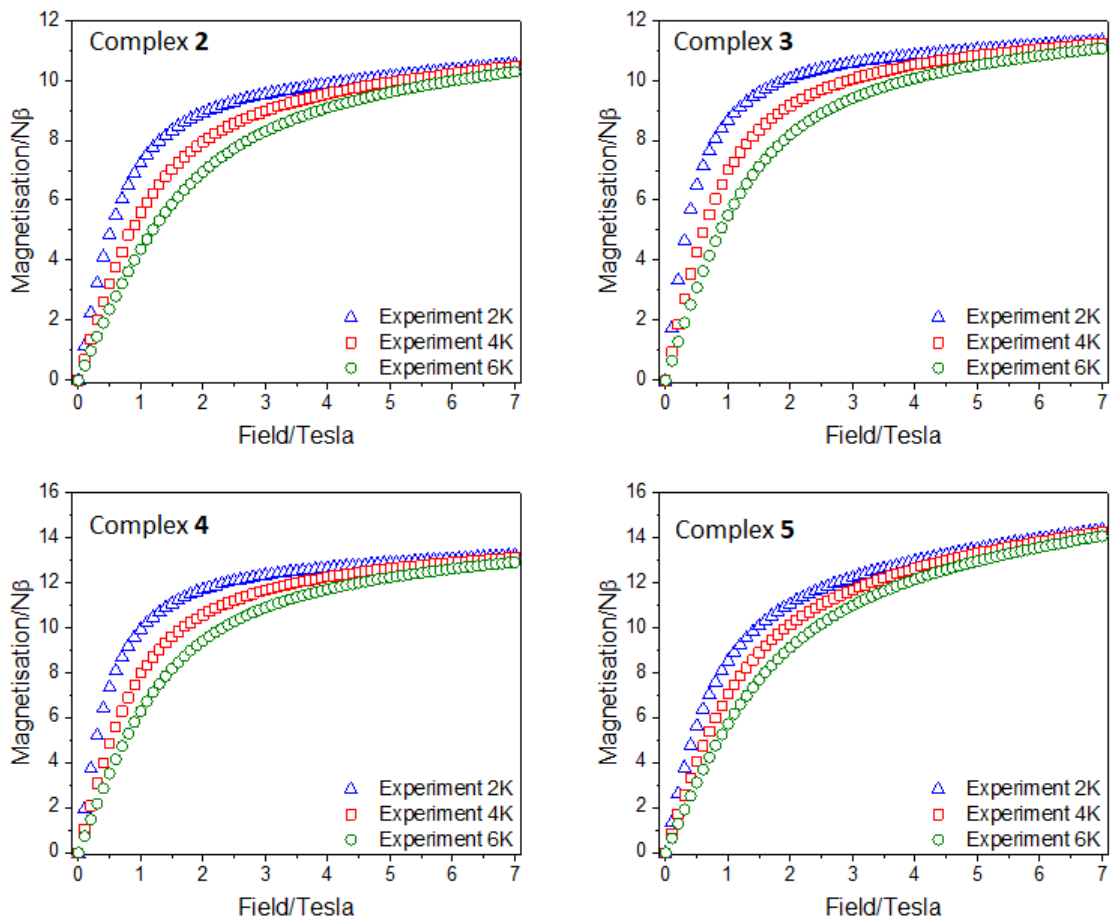 12
10
8
6
4
2
0
Magnetisation/Nβ
Complex 2
Experiment 2K
Experiment 4K
Experiment 6K
0 1 2 3 4 5 6 7
Field/Tesla
12
10
8
6
4
2
0
Magnetisation/Nβ
Complex 3
Experiment 2K
Experiment 4K
Experiment 6K
0 1 2 3 4 5 6 7
Field/Tesla
16
14
12
10
8
6
4
2
0
Magnetisation/Nβ
Complex 4
Experiment 2K
Experiment 4K
Experiment 6K
0 1 2 3 4 5 6 7
Field/Tesla
16
14
12
10
8
6
4
2
0
Magnetisation/Nβ
Complex 5
Experiment 2K
Experiment 4K
Experiment 6K
0 1 2 3 4 5 6 7
Field/Tesla